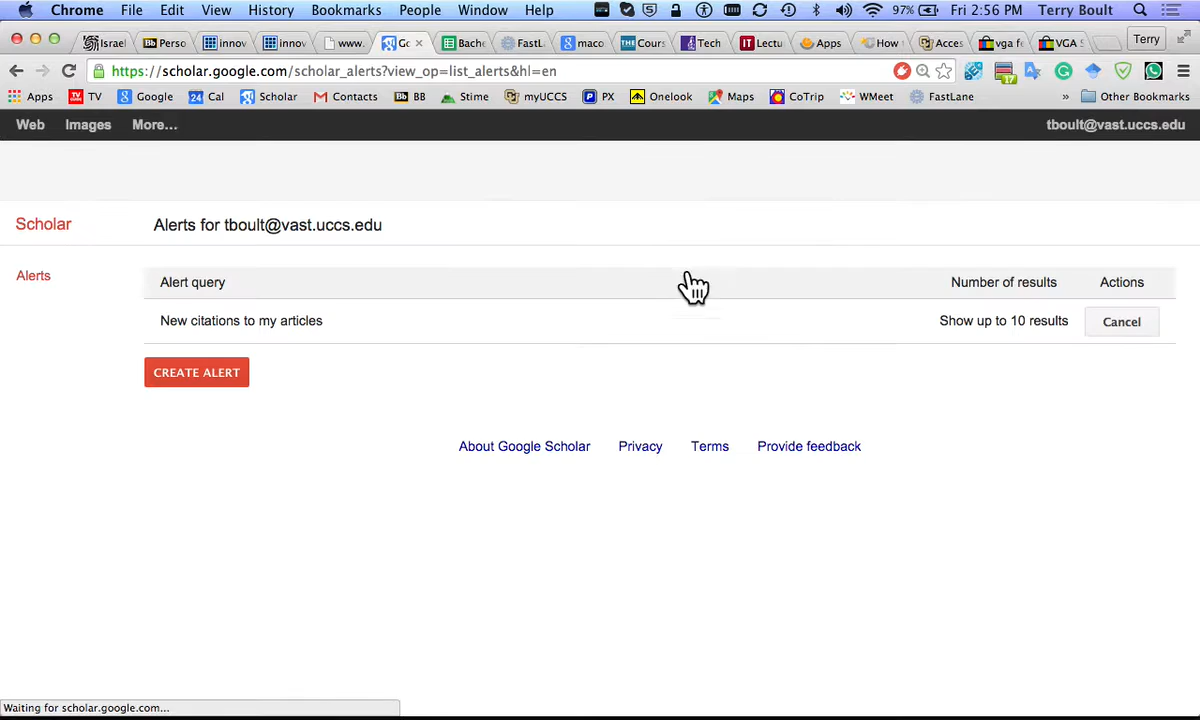 Chrome File Edit View History Bookmarks People Window Help 97% Fri 2:56 PM Terry Boult
Israel Perso innov innov www. Go Bache FastL maco Cours Tech Lectu Apps How Acces vga fe VGA S Terry
https://scholar.google.com/scholar_alerts?view_op=list_alerts&hl=en
Apps TV Google Cal Scholar Contacts BB Stime myUCCS PX Onelook Maps CoTrip WMeet FastLane » Other Bookmarks
Web Images More... tboult@vast.uccs.edu
Scholar Alerts for tboult@vast.uccs.edu
Alerts Alert query Number of results Actions
New citations to my articles Show up to 10 results Cancel
CREATE ALERT
About Google Scholar Privacy Terms Provide feedback
Waiting for scholar.google.com...